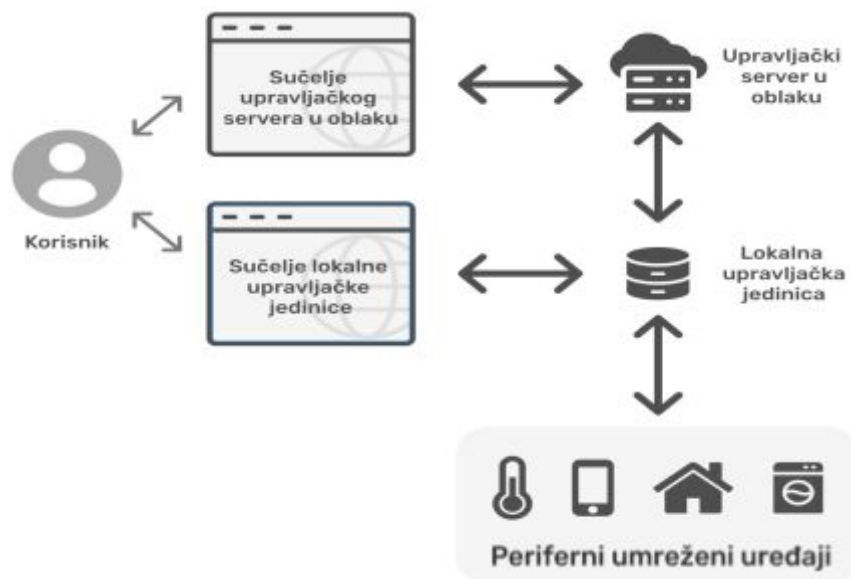 Sučelje
upravljačkog
servera u oblaku
Upravljački
server u
oblaku
Korisnik
Sučelje lokalne
upravljačke
jedinice
Lokalna
upravljačka
jedinica
Periferni umreženi uređaji